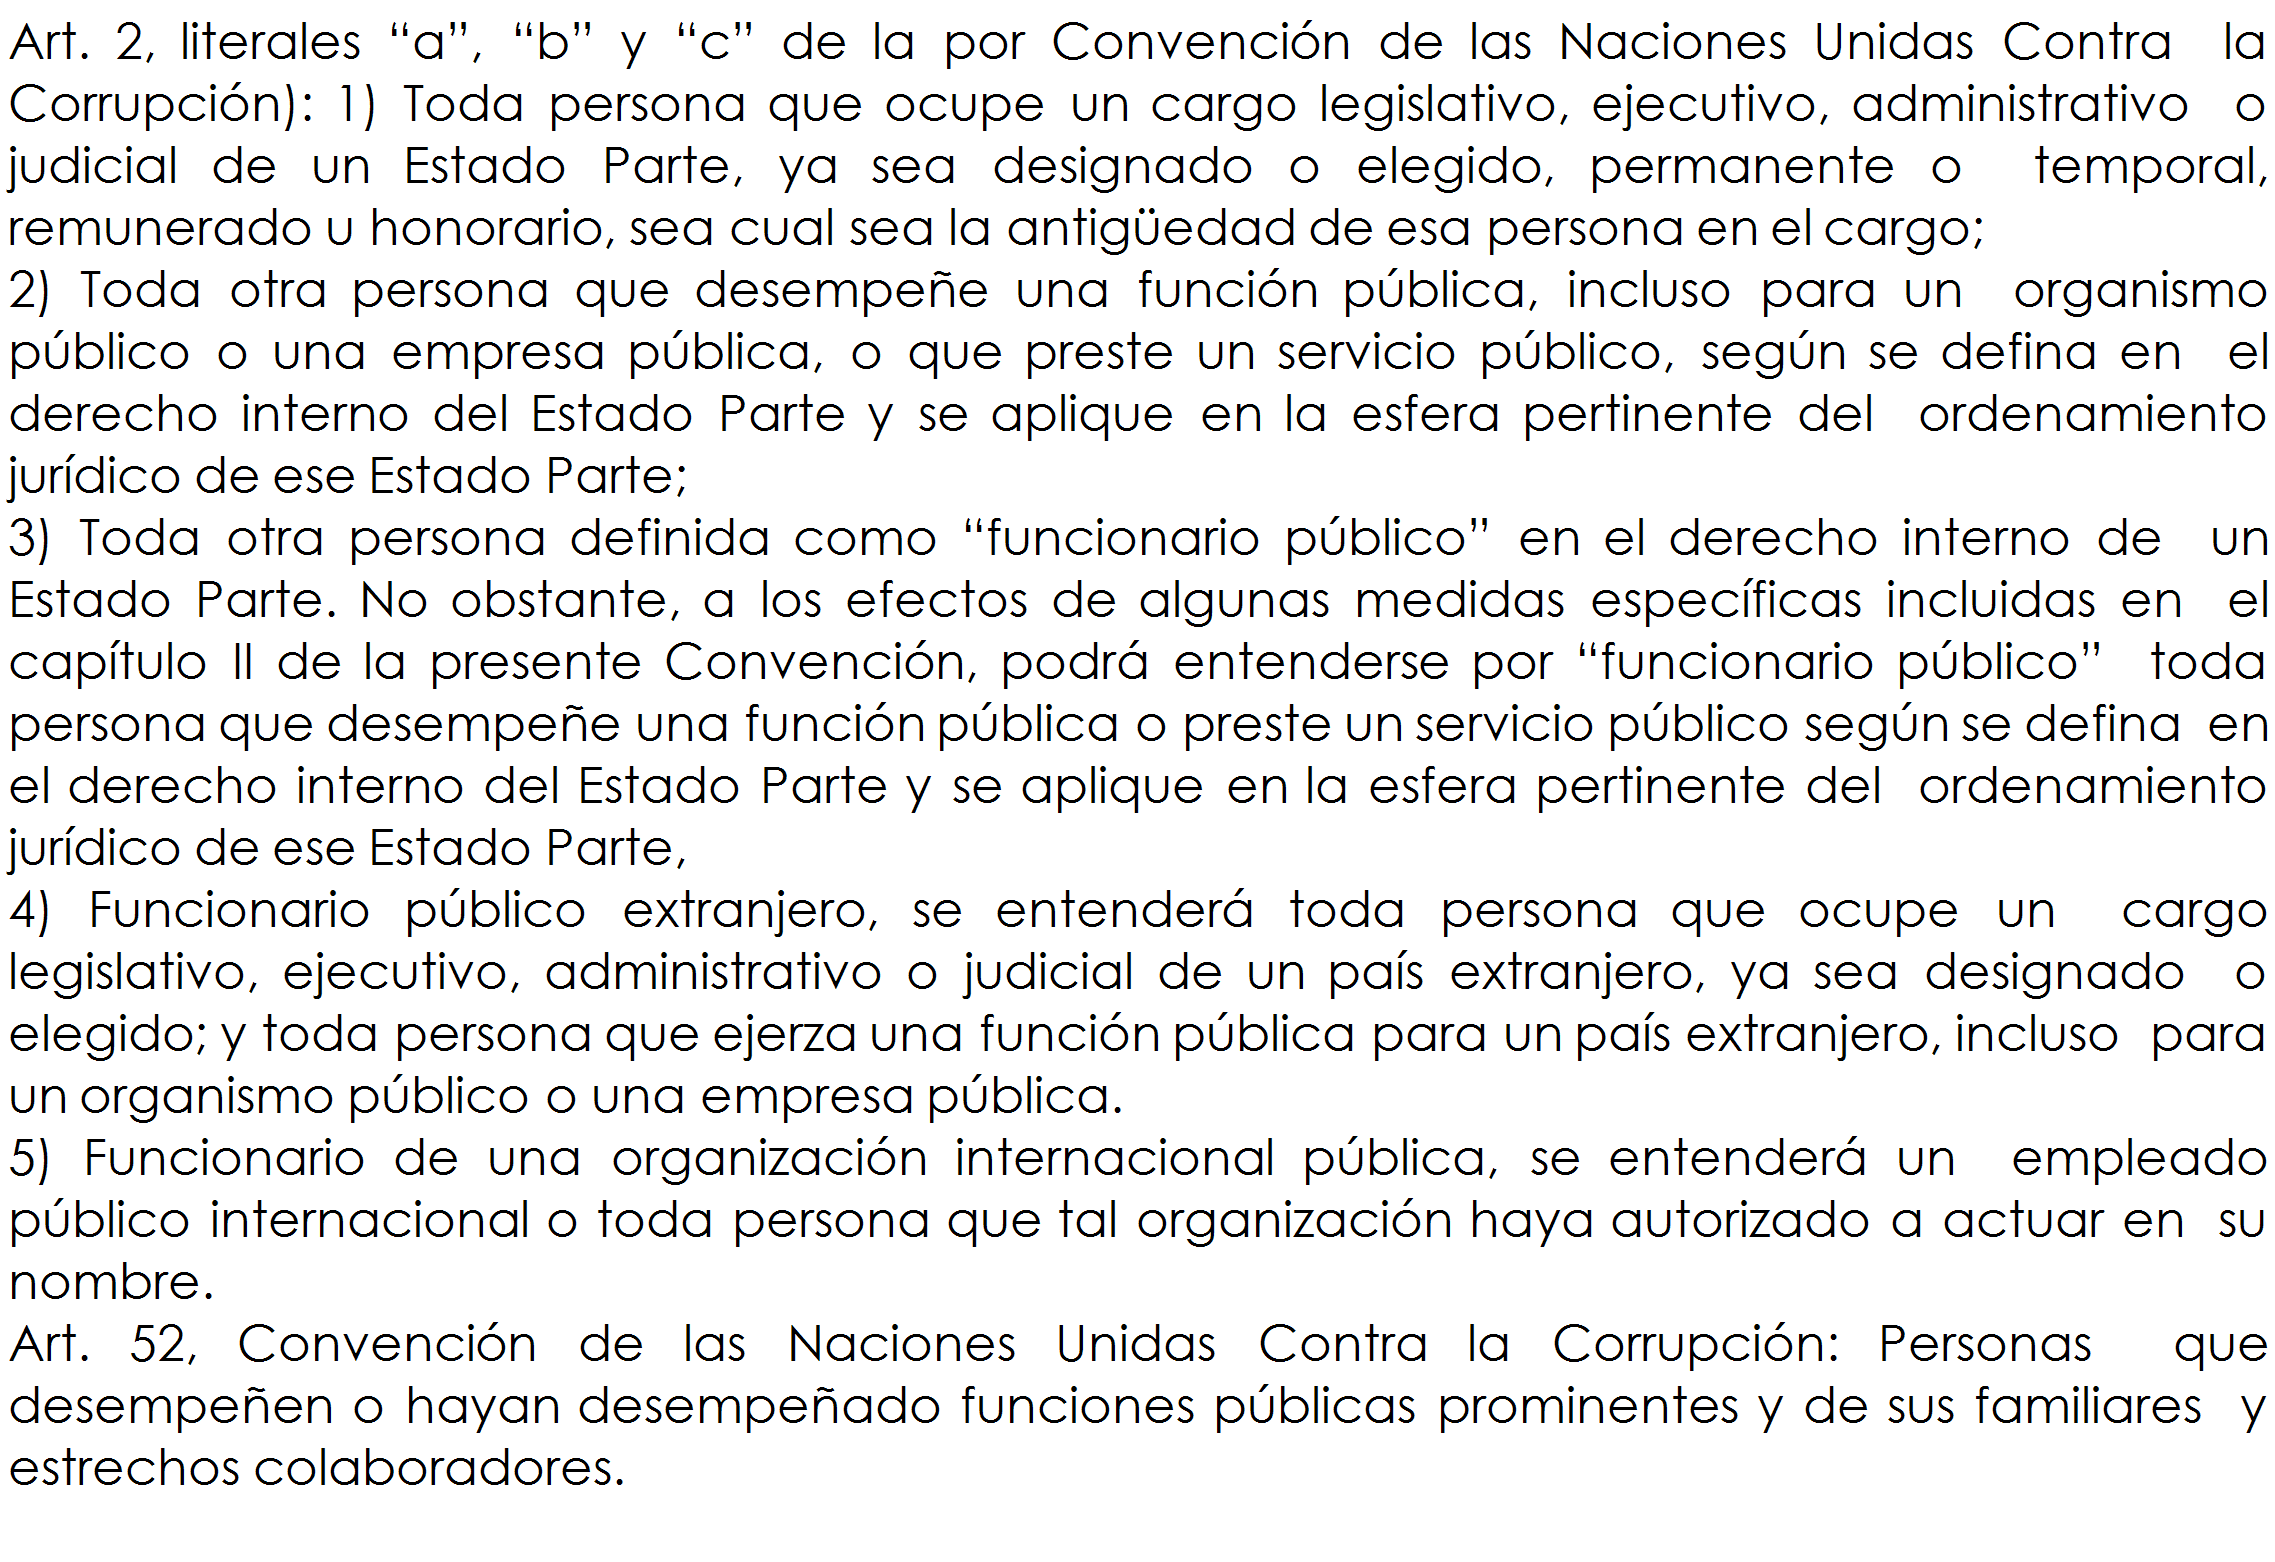 Art. 2, literales “a”, “b” y “c” de la por Convención de las Naciones Unidas Contra la
Corrupción): 1) Toda persona que ocupe un cargo legislativo, ejecutivo, administrativo o
judicial de un Estado Parte, ya sea designado o elegido, permanente o temporal,
remunerado u honorario, sea cual sea la antigüedad de esa persona en el cargo;
2) Toda otra persona que desempeñe una función pública, incluso para un organismo
público o una empresa pública, o que preste un servicio público, según se defina en el
derecho interno del Estado Parte y se aplique en la esfera pertinente del ordenamiento
jurídico de ese Estado Parte;
3) Toda otra persona definida como “funcionario público” en el derecho interno de un
Estado Parte. No obstante, a los efectos de algunas medidas específicas incluidas en el
capítulo II de la presente Convención, podrá entenderse por “funcionario público” toda
persona que desempeñe una función pública o preste un servicio público según se defina en
el derecho interno del Estado Parte y se aplique en la esfera pertinente del ordenamiento
jurídico de ese Estado Parte,
4) Funcionario público extranjero, se entenderá toda persona que ocupe un cargo
legislativo, ejecutivo, administrativo o judicial de un país extranjero, ya sea designado o
elegido; y toda persona que ejerza una función pública para un país extranjero, incluso para
un organismo público o una empresa pública.
5) Funcionario de una organización internacional pública, se entenderá un empleado
público internacional o toda persona que tal organización haya autorizado a actuar en su
nombre.
Art. 52, Convención de las Naciones Unidas Contra la Corrupción: Personas que
desempeñen o hayan desempeñado funciones públicas prominentes y de sus familiares y
estrechos colaboradores.